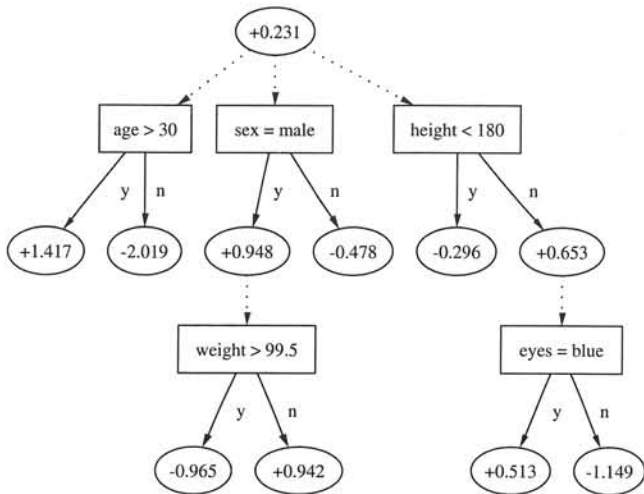 +0.231
age > 30
sex = male
height < 180
y
n
y
n
y
n
+1.417
-2.019
+0.948
-0.478
-0.296
+0.653
weight > 99.5
eyes = blue
y
n
y
n
-0.965
+0.942
+0.513
-1.149